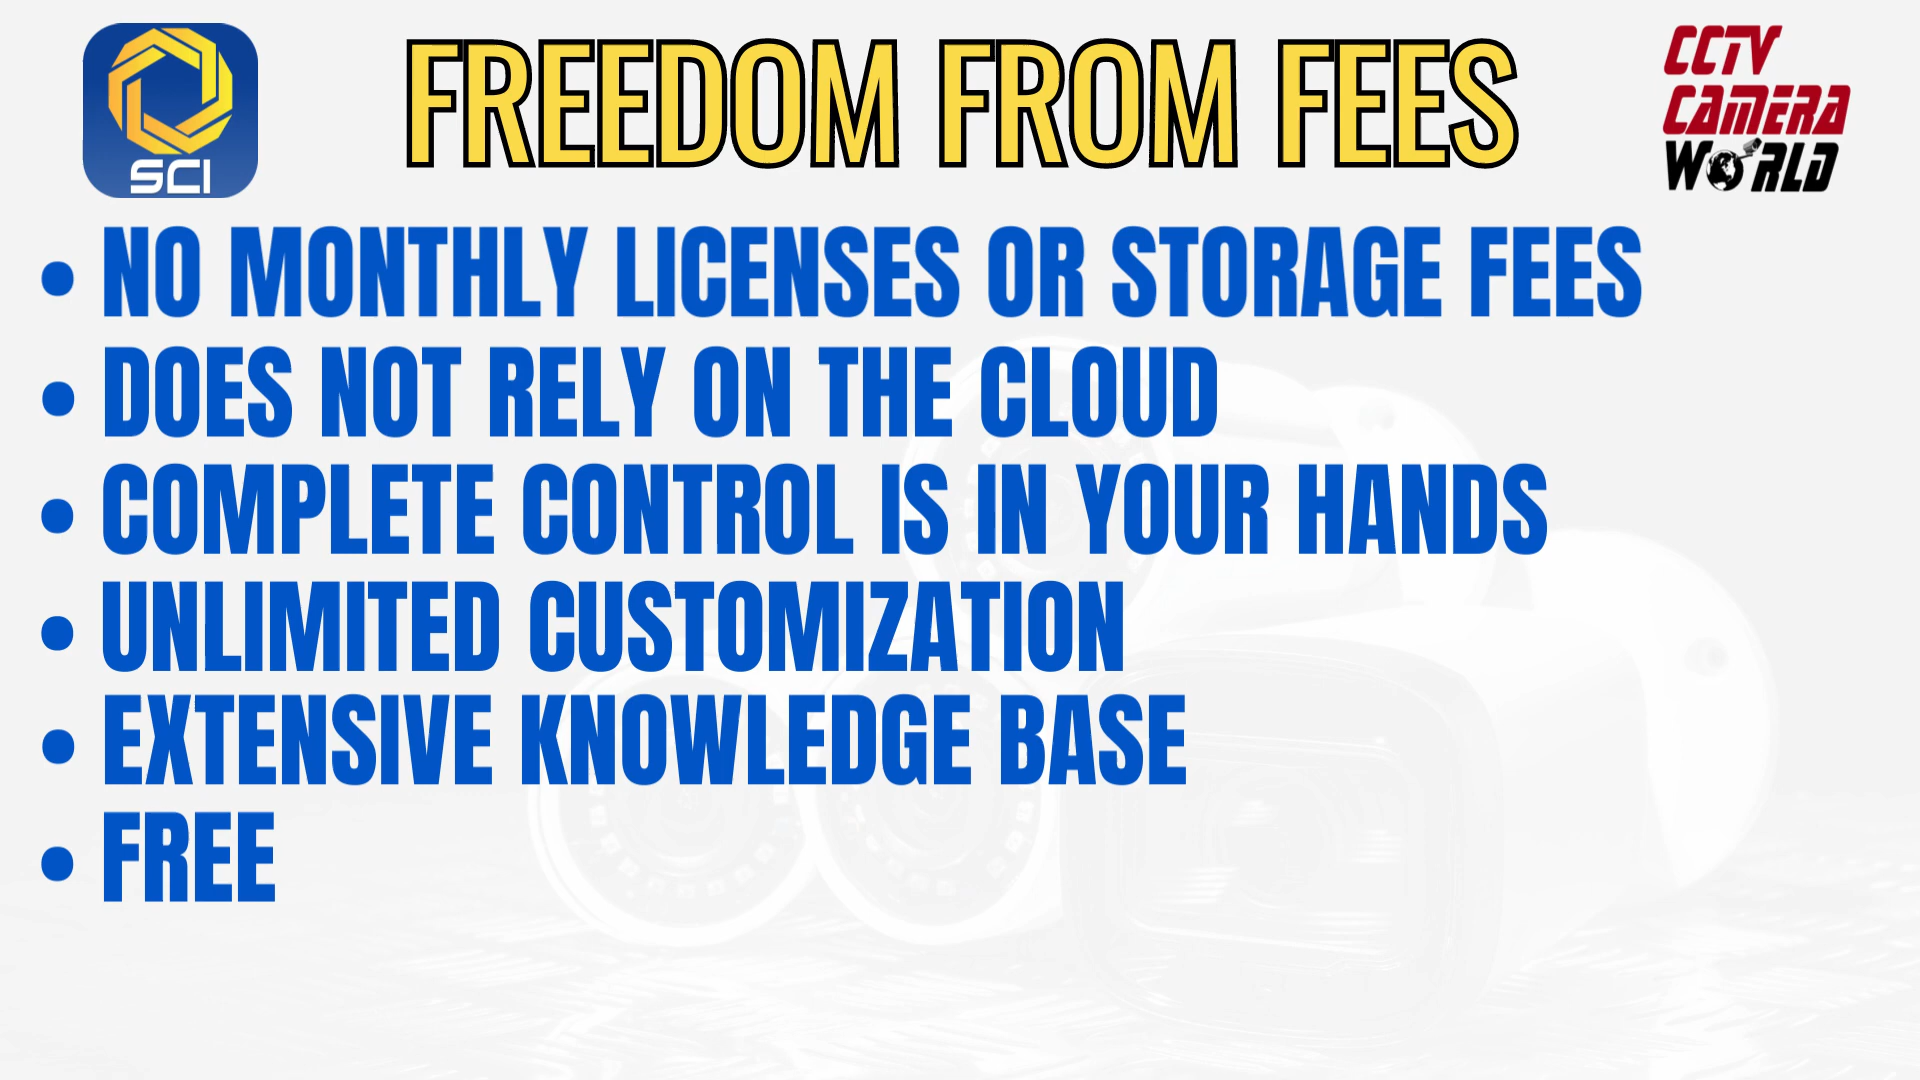 SCI
FREEDOM FROM FEES
CCTV
CAMERA
WORLD
• NO MONTHLY LICENSES OR STORAGE FEES
• DOES NOT RELY ON THE CLOUD
• COMPLETE CONTROL IS IN YOUR HANDS
• UNLIMITED CUSTOMIZATION
• EXTENSIVE KNOWLEDGE BASE
• FREE